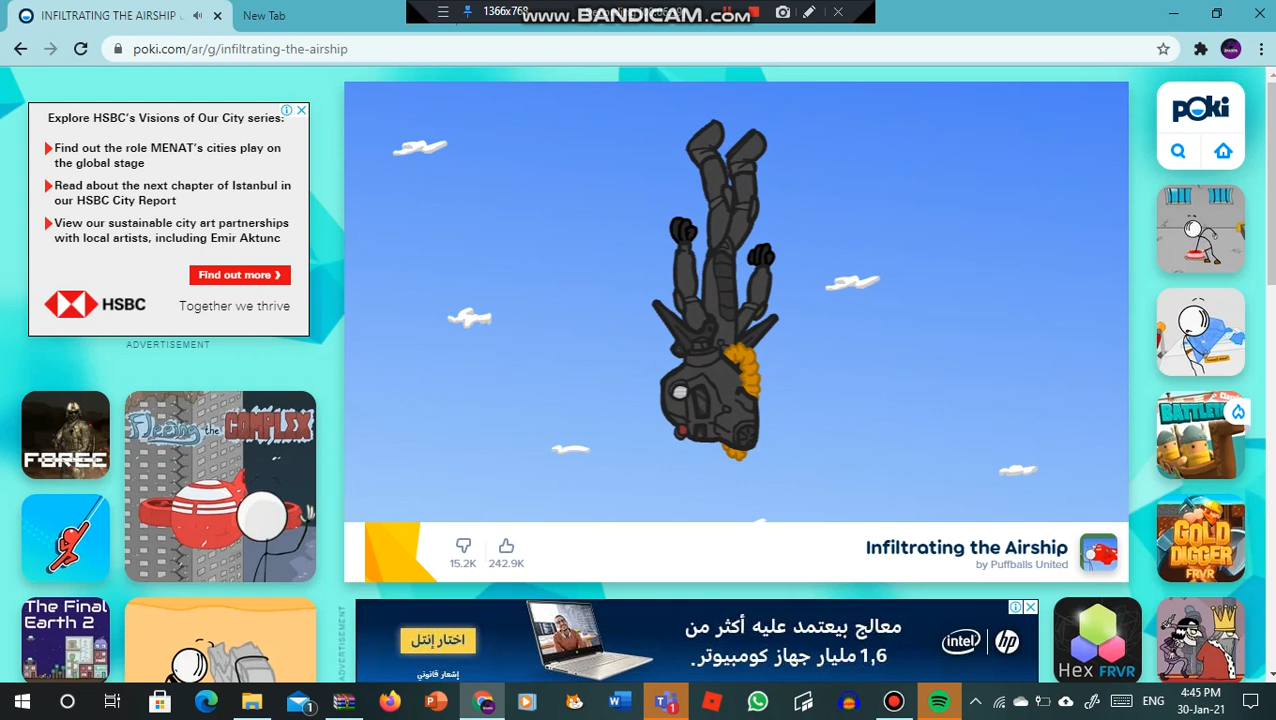 INFILTRATING THE AIRSHIP
New Tab
1366x768
www.BANDICAM.com
poki.com/ar/g/infiltrating-the-airship
Explore HSBC's Visions of Our City series:
Find out the role MENAT's cities play on
the global stage
Read about the next chapter of Istanbul in
our HSBC City Report
View our sustainable city art partnerships
with local artists, including Emir Aktunc
Find out more ❯
HSBC
Together we thrive
ADVERTISEMENT
POKI
FORCE
Fleeing the COMPLEX
The Final
Earth 2
15.2K
242.9K
Infiltrating the Airship
by Puffballs United
ADVERTISEMENT
معالج يعتمد عليه أكثر من
1,6 مليار جهاز كومبيوتر.
اختار إنتل
إشعار قانوني
intel
hp
Hex FRVR
GOLD
DIGGER
FRVR
1
1
ENG
4:45 PM
30-Jan-21